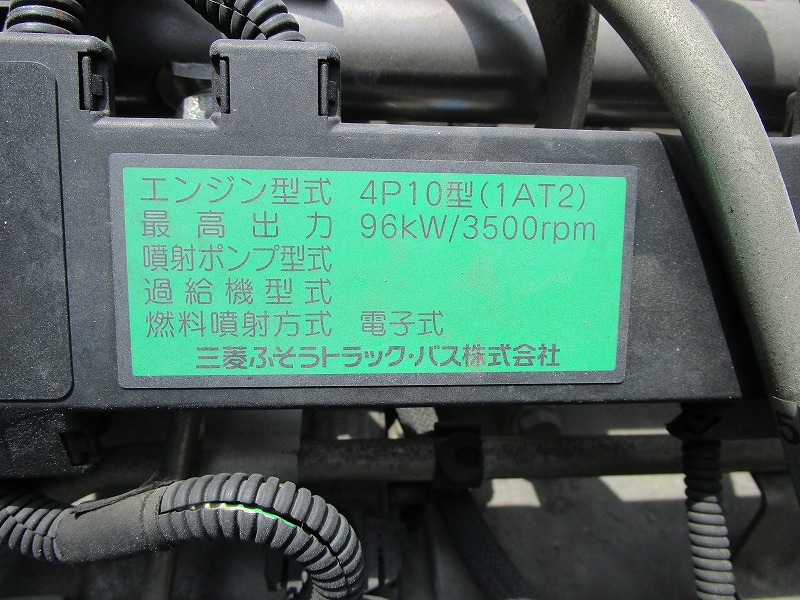 エンジン型式 4P10型(1AT2)
最高出力 96kW/3500rpm
噴射ポンプ型式
過給機型式
燃料噴射方式 電子式
三菱ふそうトラック・バス株式会社